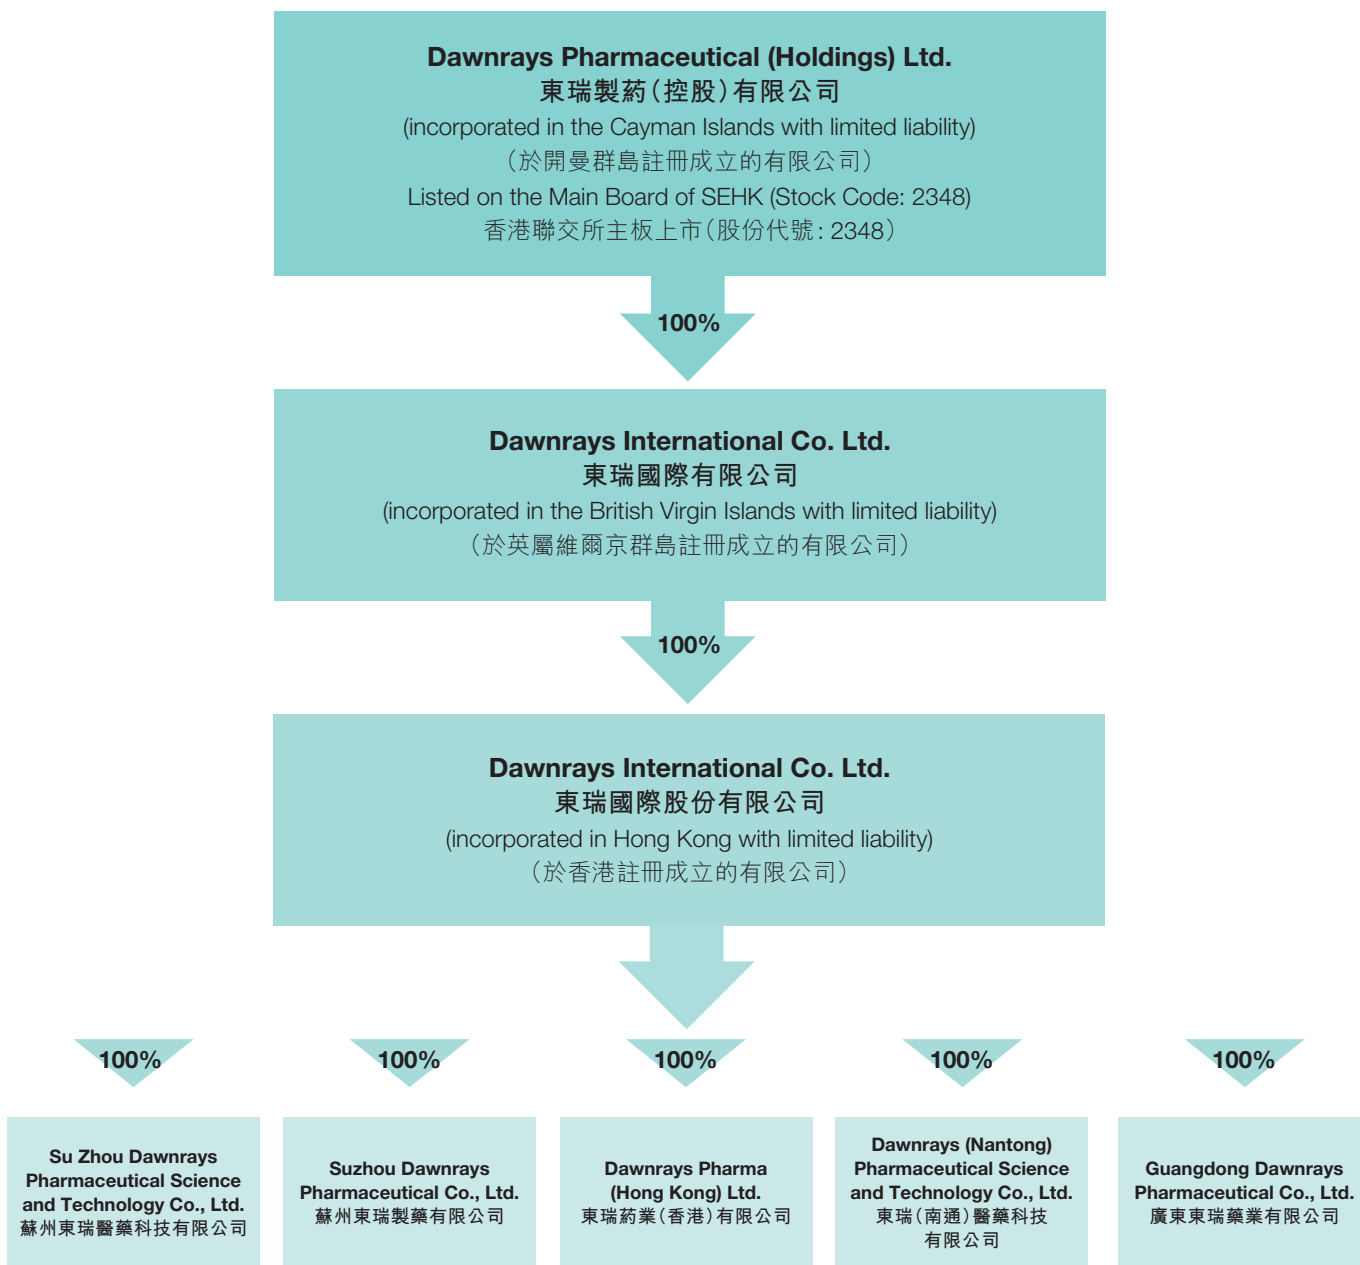 Dawnrays Pharmaceutical (Holdings) Ltd.
東瑞製葯(控股)有限公司
(incorporated in the Cayman Islands with limited liability)
(於開曼群島註冊成立的有限公司)
Listed on the Main Board of SEHK (Stock Code: 2348)
香港聯交所主板上市(股份代號: 2348)
100%
Dawnrays International Co. Ltd.
東瑞國際有限公司
(incorporated in the British Virgin Islands with limited liability)
(於英屬維爾京群島註冊成立的有限公司)
100%
Dawnrays International Co. Ltd.
東瑞國際股份有限公司
(incorporated in Hong Kong with limited liability)
(於香港註冊成立的有限公司)
100%
Su Zhou Dawnrays
Pharmaceutical Science
and Technology Co., Ltd.
蘇州東瑞醫藥科技有限公司
100%
Suzhou Dawnrays
Pharmaceutical Co., Ltd.
蘇州東瑞製藥有限公司
100%
Dawnrays Pharma
(Hong Kong) Ltd.
東瑞葯業(香港)有限公司
100%
Dawnrays (Nantong)
Pharmaceutical Science
and Technology Co., Ltd.
東瑞(南通)醫藥科技
有限公司
100%
Guangdong Dawnrays
Pharmaceutical Co., Ltd.
廣東東瑞藥業有限公司